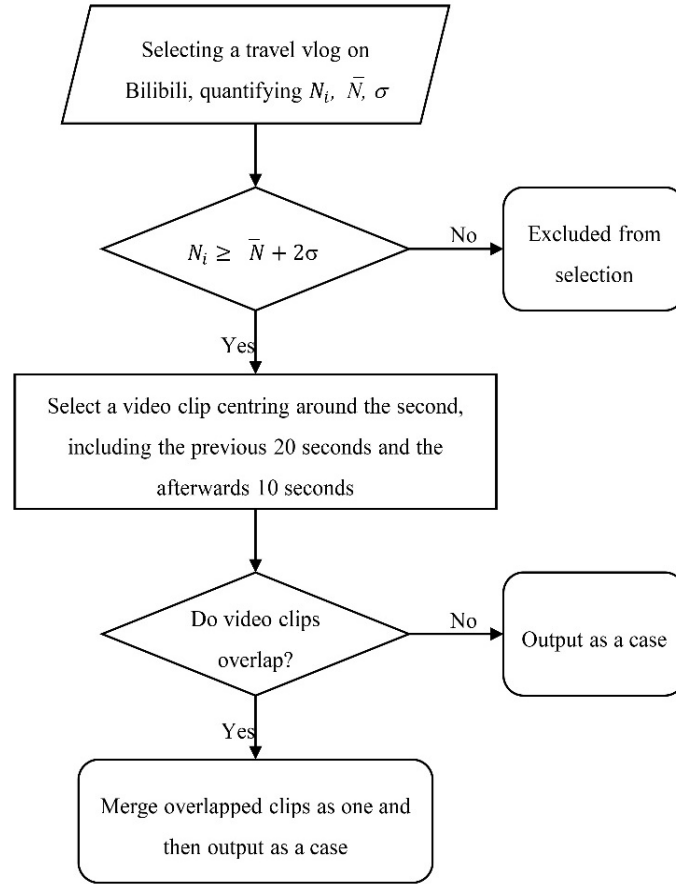 Selecting a travel vlog on
Bilibili, quantifying Nᵢ, N̄, σ
Nᵢ ≥ N̄ + 2σ
No
Excluded from
selection
Yes
Select a video clip centring around the second,
including the previous 20 seconds and the
afterwards 10 seconds
Do video clips
overlap?
No
Output as a case
Yes
Merge overlapped clips as one and
then output as a case